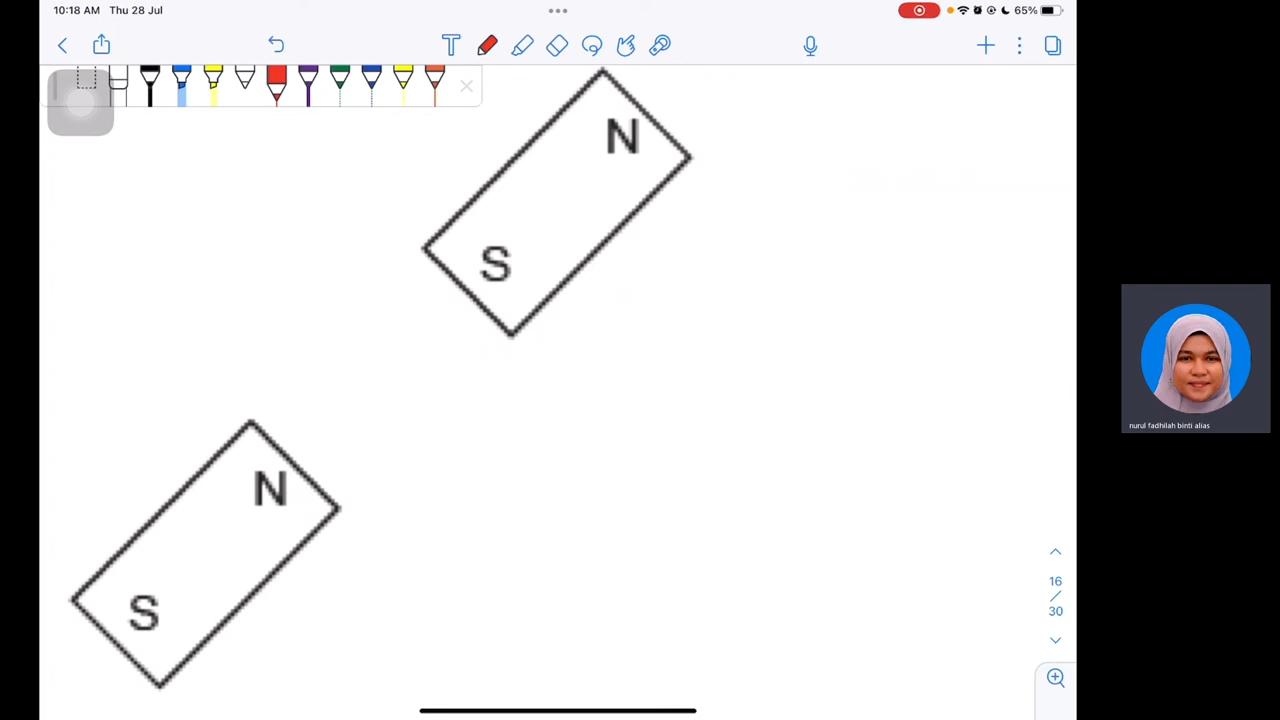 10:18 AM Thu 28 Jul
65%
T
N
S
N
S
16
30
nurul fadhilah binti alias